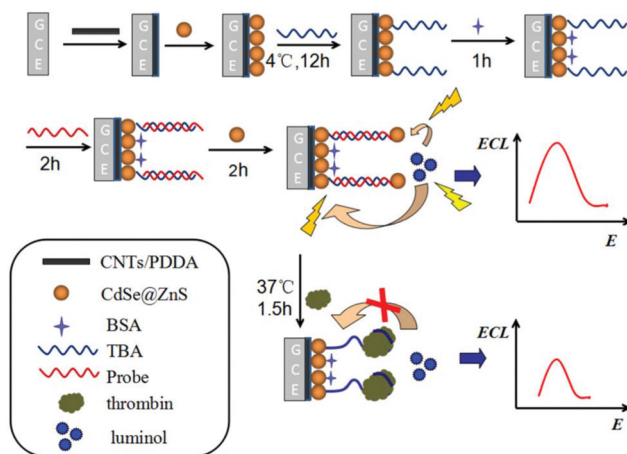 GCE
GCE
GCE
4℃,12h
GCE
1h
GCE
2h
GCE
2h
GCE
ECL
E
CNTs/PDDA
CdSe@ZnS
BSA
TBA
Probe
thrombin
luminol
37℃
1.5h
GCE
ECL
E